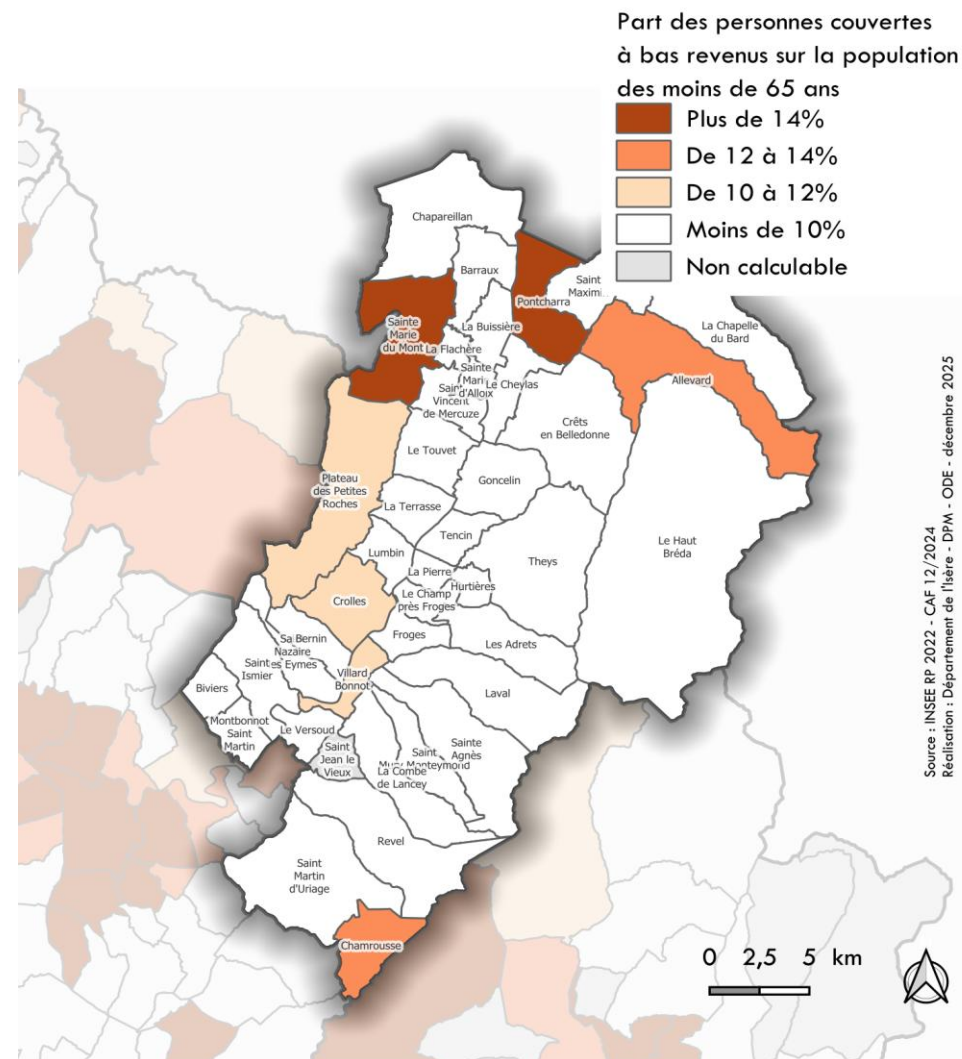 Part des personnes couvertes
à bas revenus sur la population
des moins de 65 ans
Plus de 14%
De 12 à 14%
De 10 à 12%
Moins de 10%
Non calculable
Chapareillan
Barraux
Pontcharra
Saint
La Buissière
Sainte
Marie
du Mont
La Flachère
La Chapelle
du Bard
Allevard
Sainte
d'Alloix
Le Cheylas
Vincent
de Mercuze
Crêts
en Belledonne
Le Touvet
Goncelin
Plateau
des Petites
Roches
La Terrasse
Tencin
Le Haut
Bréda
Lumbin
Theys
La Pierre
Hurtières
Le Champ
près Froges
Crolles
Froges
Les Adrets
Bernin
Nazaire
Saint
Ismier
Villard
Bonnot
Biviers
Laval
Montbonnot
Saint
Martin
Le Versoud
Saint
Jean le
Vieux
Sainte
Agnès
Saint
La Combe
de Lancey
Revel
Saint
Martin
d'Uriage
Chamrousse
0 2,5 5 km
Source : INSEE RP 2022 - CAF 12/2024
Réalisation : Département de l'Isère - DPM - ODE - décembre 2025